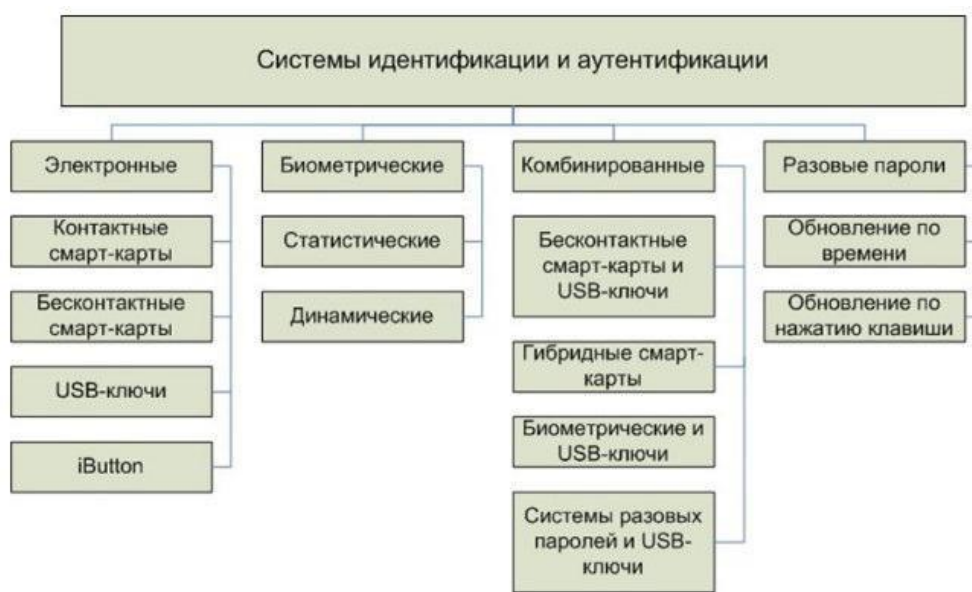 Системы идентификации и аутентификации
Электронные
Контактные
смарт-карты
Бесконтактные
смарт-карты
USB-ключи
iButton
Биометрические
Статистические
Динамические
Комбинированные
Бесконтактные
смарт-карты и
USB-ключи
Гибридные смарт-
карты
Биометрические и
USB-ключи
Системы разовых
паролей и USB-
ключи
Разовые пароли
Обновление по
времени
Обновление по
нажатию клавиши